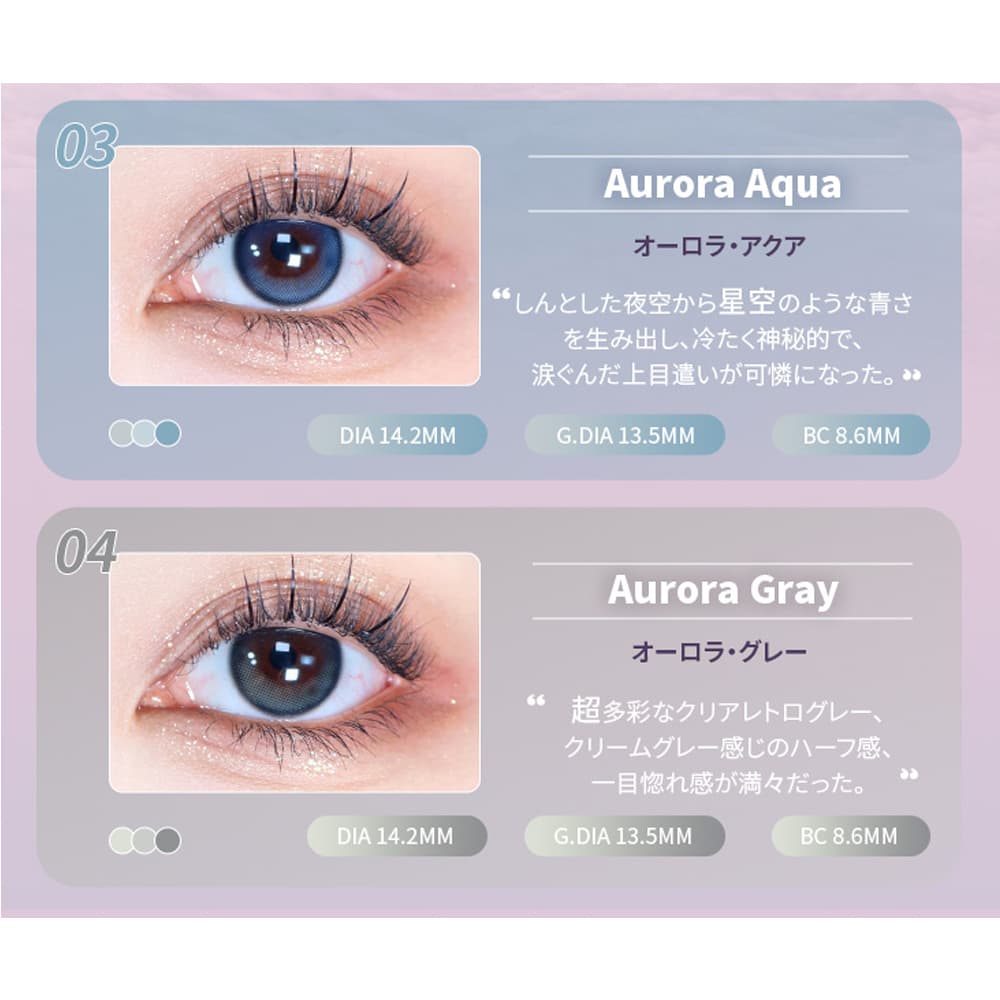 03
Aurora Aqua
オーロラ・アクア
“しんとした夜空から星空のような青さ
を生み出し、冷たく神秘的で、
涙ぐんだ上目遣いが可憐になった。”
DIA 14.2MM
G.DIA 13.5MM
BC 8.6MM
04
Aurora Gray
オーロラ・グレー
“超多彩なクリアレトログレー、
クリームグレー感じのハーフ感、
一目惚れ感が満々だった。”
DIA 14.2MM
G.DIA 13.5MM
BC 8.6MM